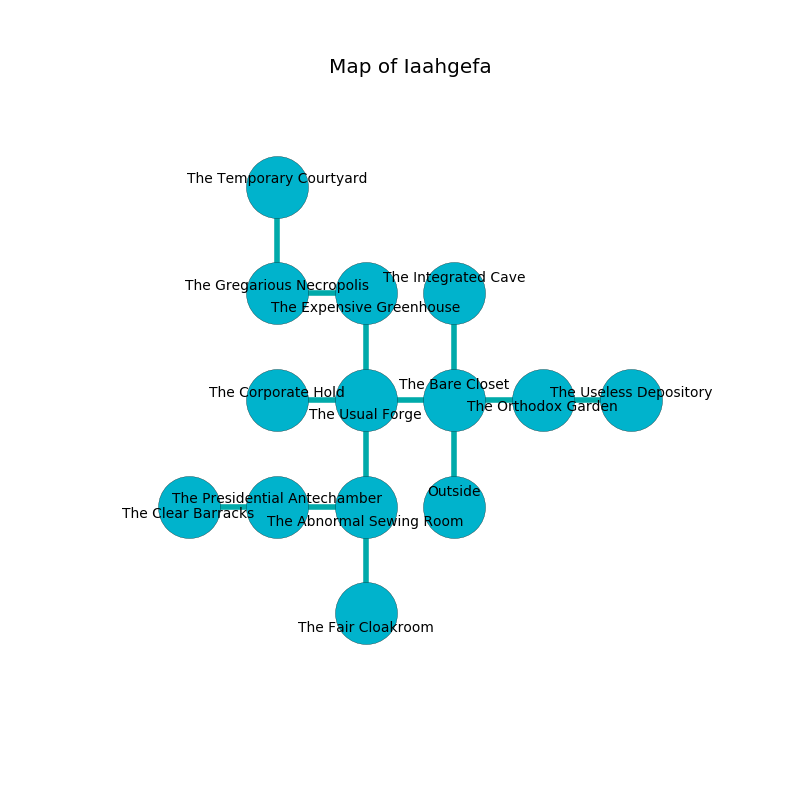 Map of Iaahgefa
The Temporary Courtyard
The Integrated Cave
The Gregarious Necropolis
The Expensive Greenhouse
The Bare Closet
The Corporate Hold
The Useless Depository
The Orthodox Garden
The Usual Forge
Outside
The Presidential Antechamber
The Clear Barracks
The Abnormal Sewing Room
The Fair Cloakroom